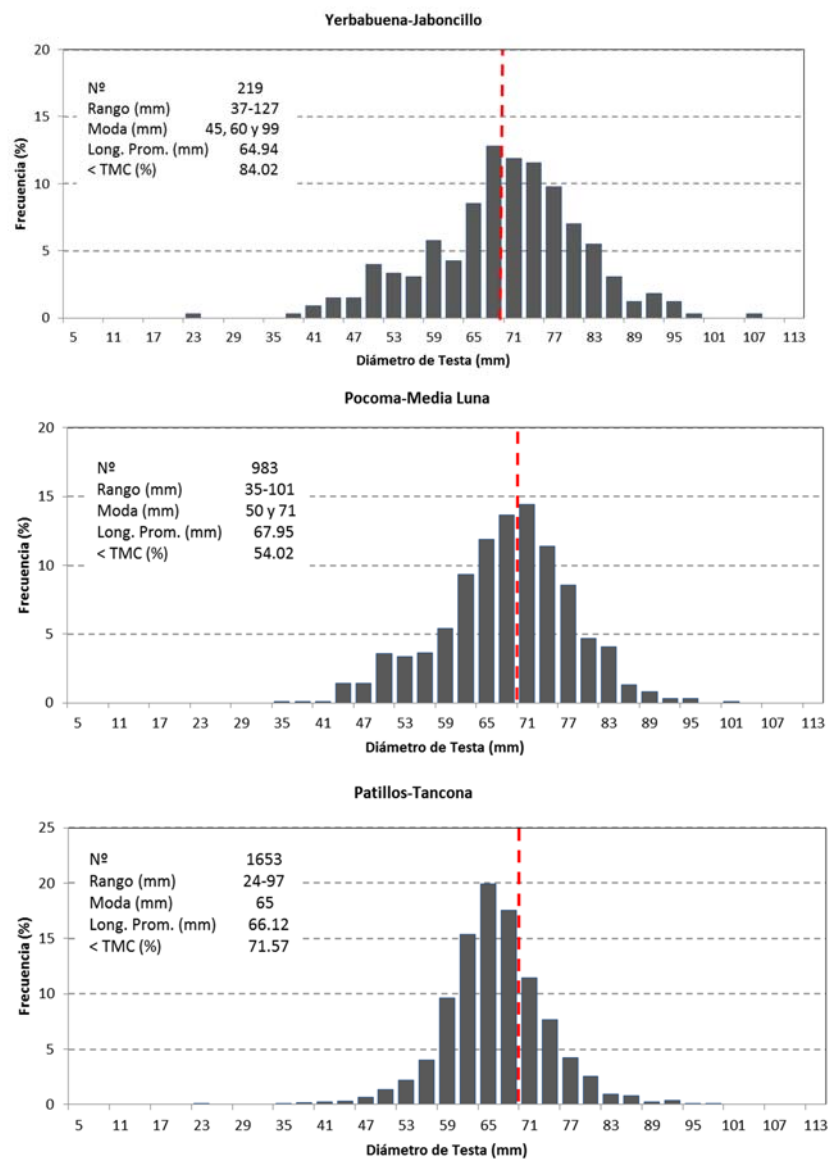 Yerbabuena-Jaboncillo
20
15
10
5
0
Frecuencia (%)
Nº 219
Rango (mm) 37-127
Moda (mm) 45, 60 y 99
Long. Prom. (mm) 64.94
< TMC (%) 84.02
5 11 17 23 29 35 41 47 53 59 65 71 77 83 89 95 101 107 113
Diámetro de Testa (mm)
Pocoma-Media Luna
20
15
10
5
0
Frecuencia (%)
Nº 983
Rango (mm) 35-101
Moda (mm) 50 y 71
Long. Prom. (mm) 67.95
< TMC (%) 54.02
5 11 17 23 29 35 41 47 53 59 65 71 77 83 89 95 101 107 113
Diámetro de Testa (mm)
Patillos-Tancona
25
20
15
10
5
0
Frecuencia (%)
Nº 1653
Rango (mm) 24-97
Moda (mm) 65
Long. Prom. (mm) 66.12
< TMC (%) 71.57
5 11 17 23 29 35 41 47 53 59 65 71 77 83 89 95 101 107 113
Diámetro de Testa (mm)